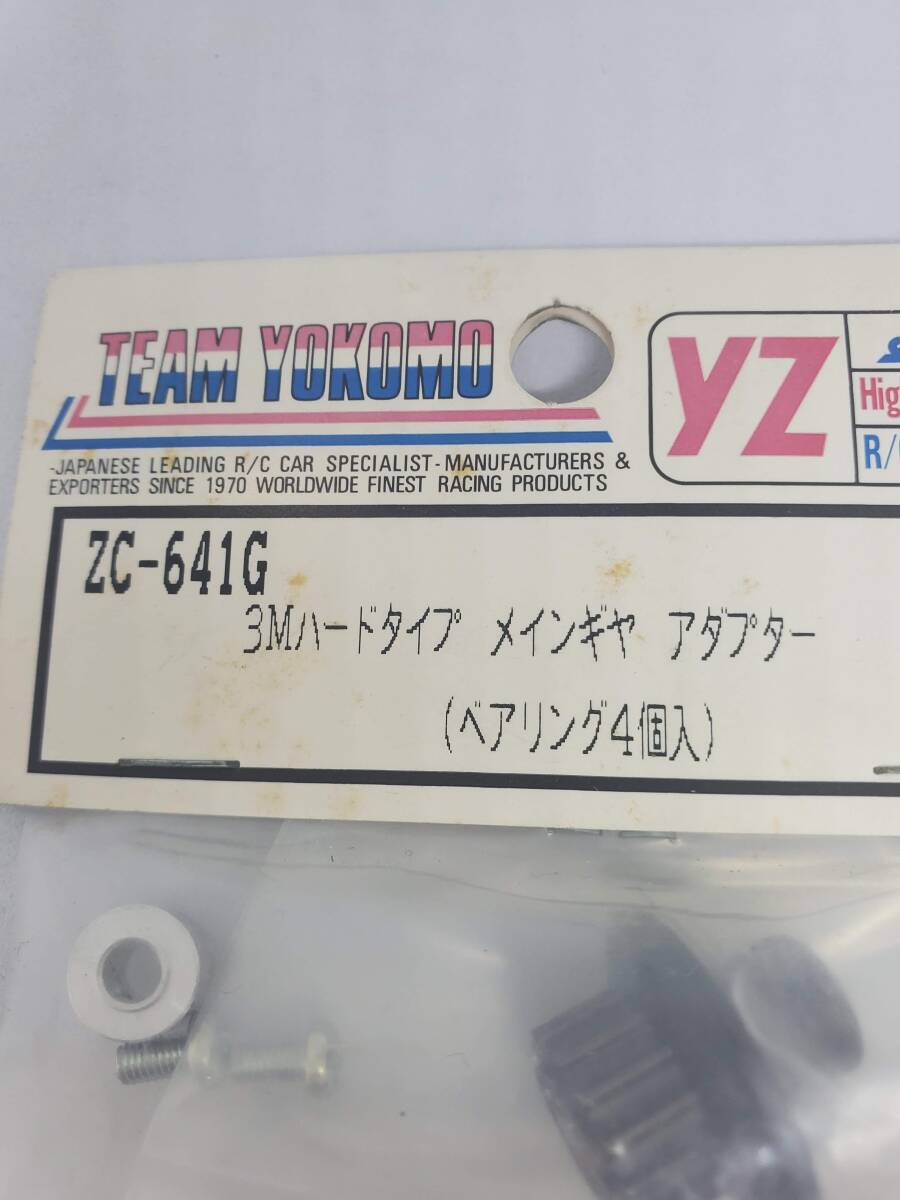 TEAM YOKOMO
-JAPANESE LEADING R/C CAR SPECIALIST-MANUFACTURERS &
EXPORTERS SINCE 1970 WORLDWIDE FINEST RACING PRODUCTS
YZ
ZC-641G
3Mハードタイプ メインギヤ アダプター
(ベアリング4個入)